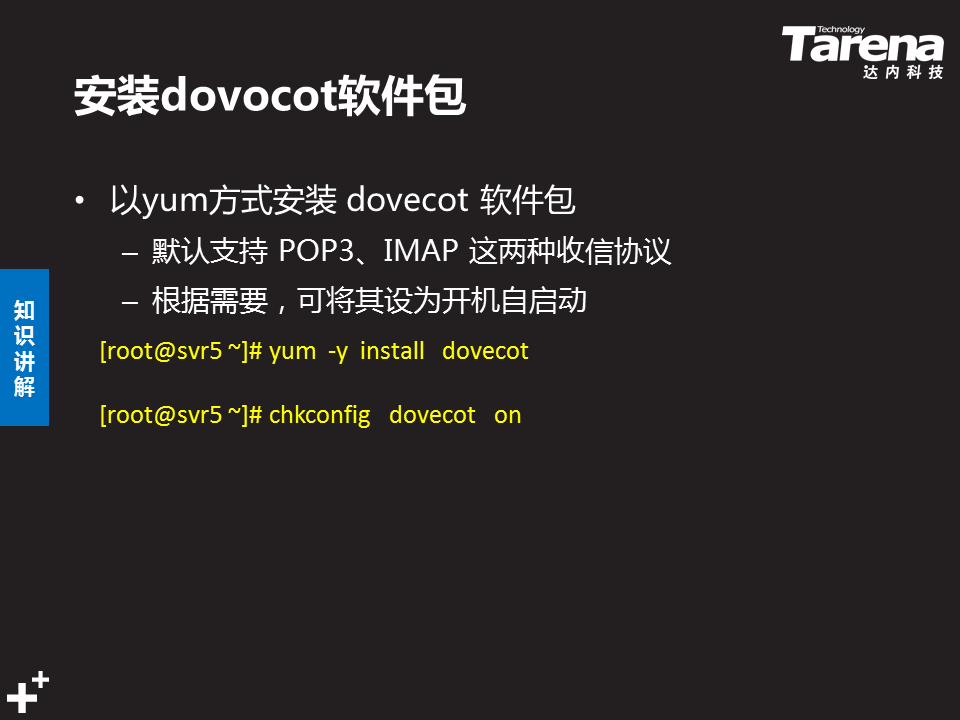 Technology
Tarena
达内科技
安装dovocot软件包
• 以yum方式安装 dovecot 软件包
– 默认支持 POP3、IMAP 这两种收信协议
– 根据需要，可将其设为开机自启动
知识讲解
[root@svr5 ~]# yum -y install dovecot
[root@svr5 ~]# chkconfig dovecot on